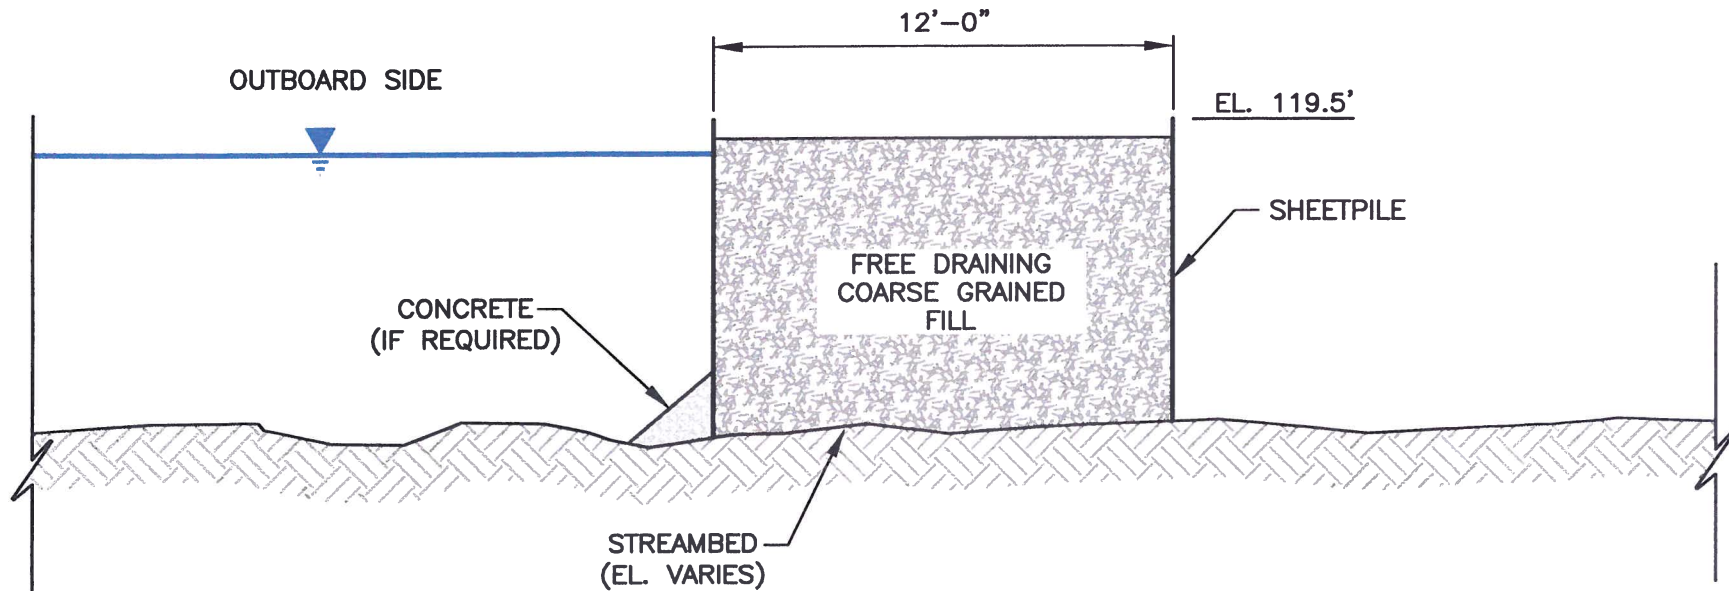 12'-0"
OUTBOARD SIDE
EL. 119.5'
SHEETPILE
FREE DRAINING
COARSE GRAINED
FILL
CONCRETE
(IF REQUIRED)
STREAMBED
(EL. VARIES)